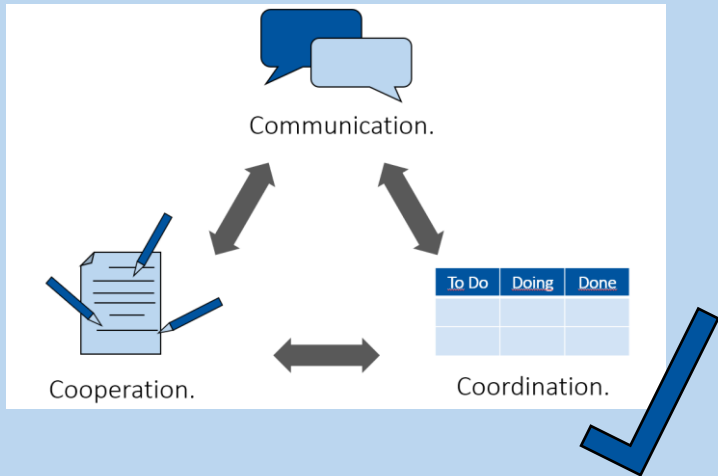 Communication.
To Do Doing Done
Cooperation.
Coordination.